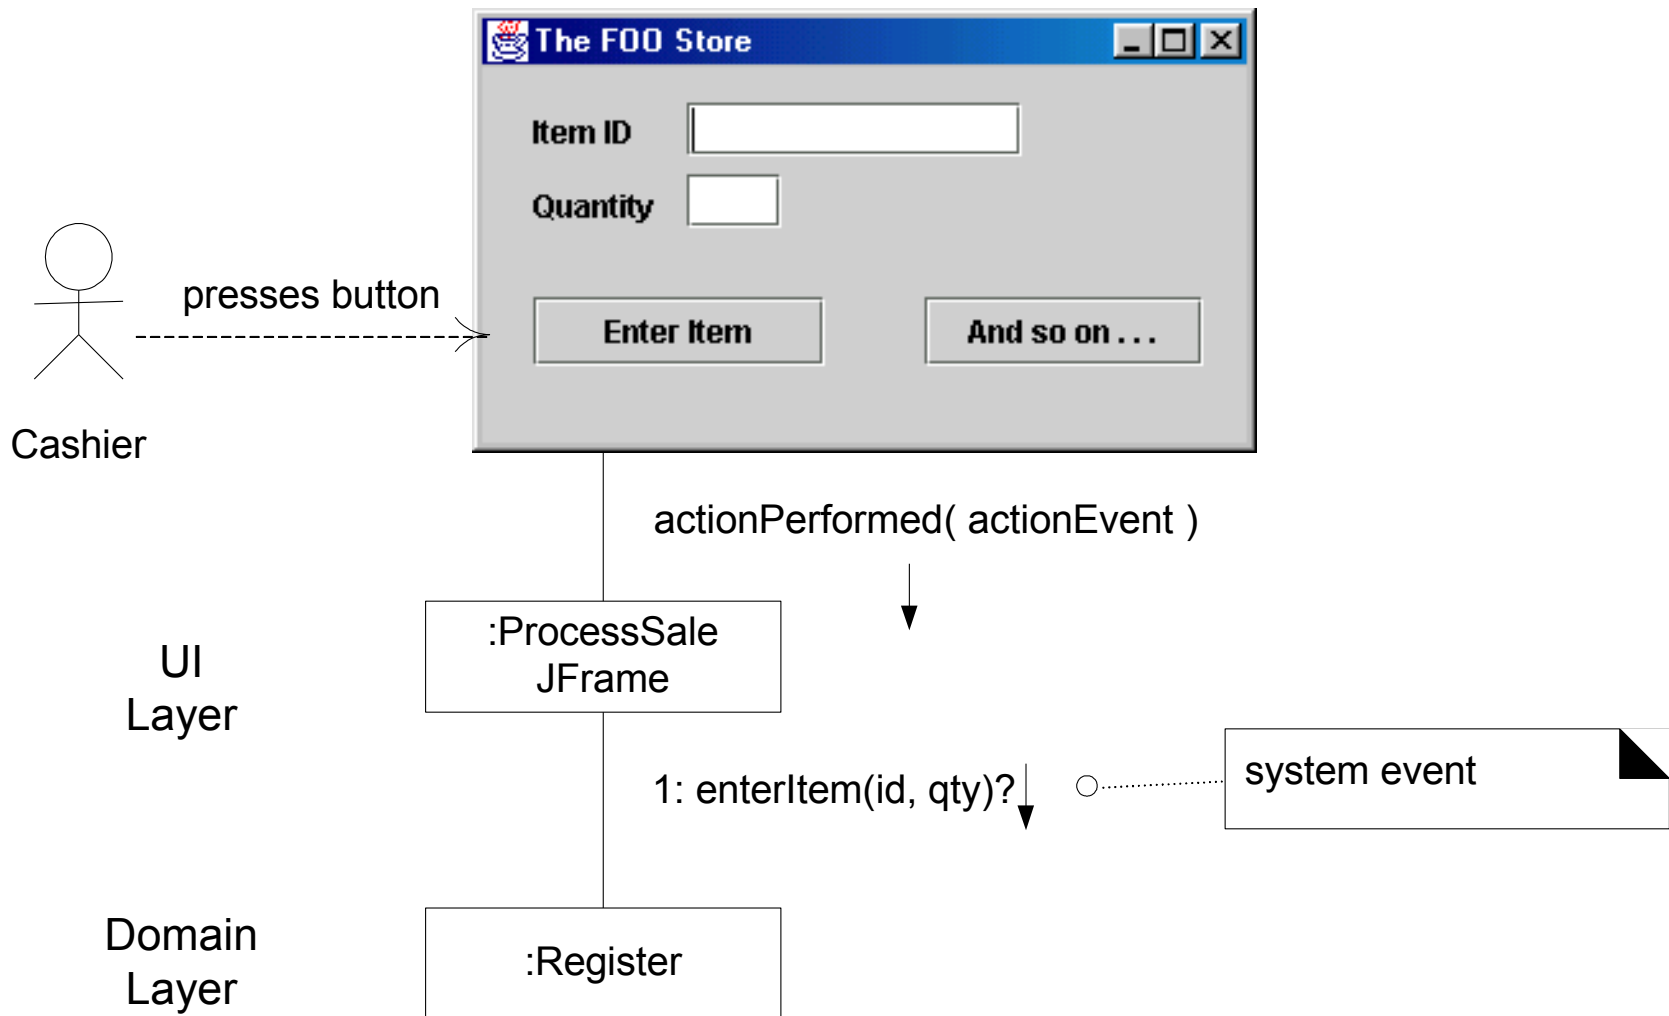 The FOO Store
Item ID
Quantity
presses button
Enter Item
And so on . . .
Cashier
actionPerformed( actionEvent )
:ProcessSale
JFrame
UI
Layer
1: enterItem(id, qty)?
system event
Domain
Layer
:Register